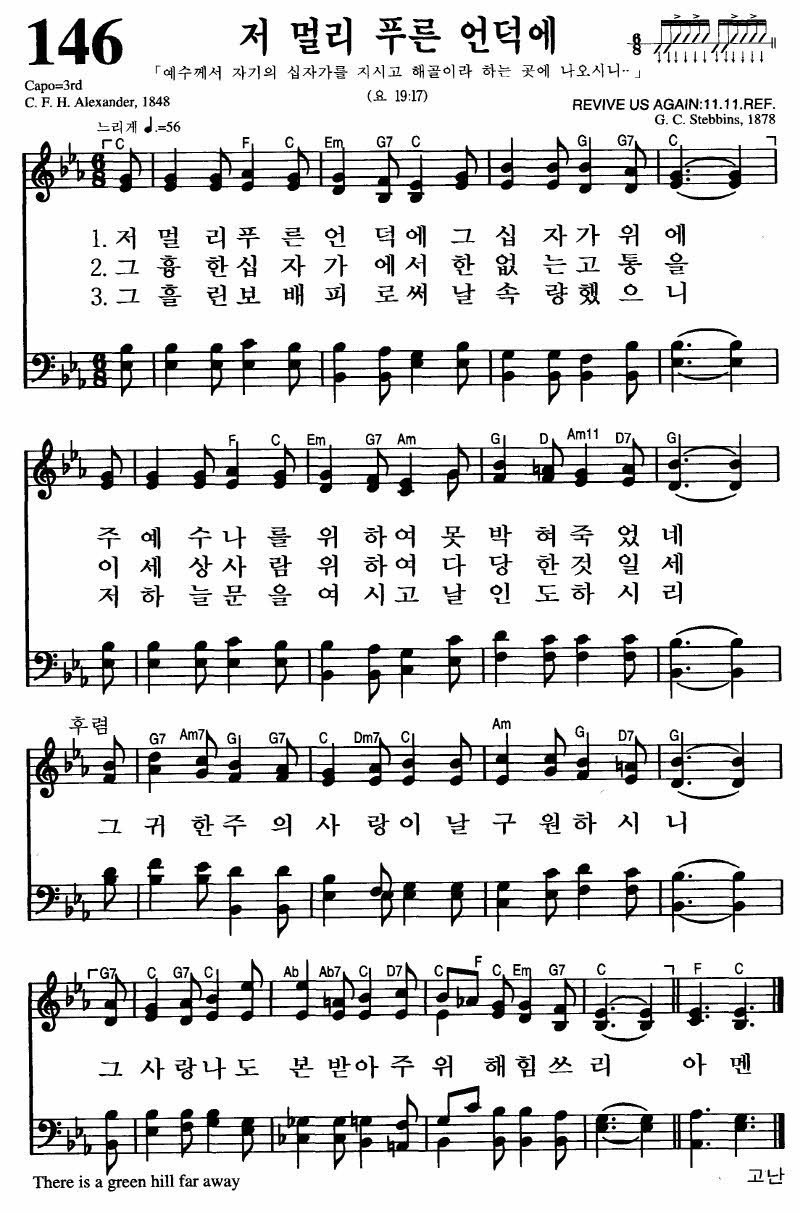 146
저 멀리 푸른 언덕에
6/8
「예수께서 자기의 십자가를 지시고 해골이라 하는 곳에 나오시니··」
Capo=3rd
(요 19:17)
C. F. H. Alexander, 1848
REVIVE US AGAIN:11.11.REF.
G. C. Stebbins, 1878
느리게 ♩.=56
C F C Em G7 C G G7 C
1. 저 멀 리 푸 른 언 덕 에 그 십 자 가 위 에
2. 그 흉 한 십 자 가 에 서 한 없 는 고 통 을
3. 그 흘 린 보 배 피 로 써 날 속 량 했 으 니
F C Em G7 Am G D Am11 D7 G
주 예 수 나 를 위 하 여 못 박 혀 죽 었 네
이 세 상 사 람 위 하 여 다 당 한 것 일 세
저 하 늘 문 을 여 시 고 날 인 도 하 시 리
후렴
G7 Am7 G G7 C Dm7 C Am G D7 G
그 귀 한 주 의 사 랑 이 날 구 원 하 시 니
G7 C G7 C Ab Ab7 C D7 C F C Em G7 C F C
그 사 랑 나 도 본 받 아 주 위 해 힘 쓰 리 아 멘
There is a green hill far away
고난